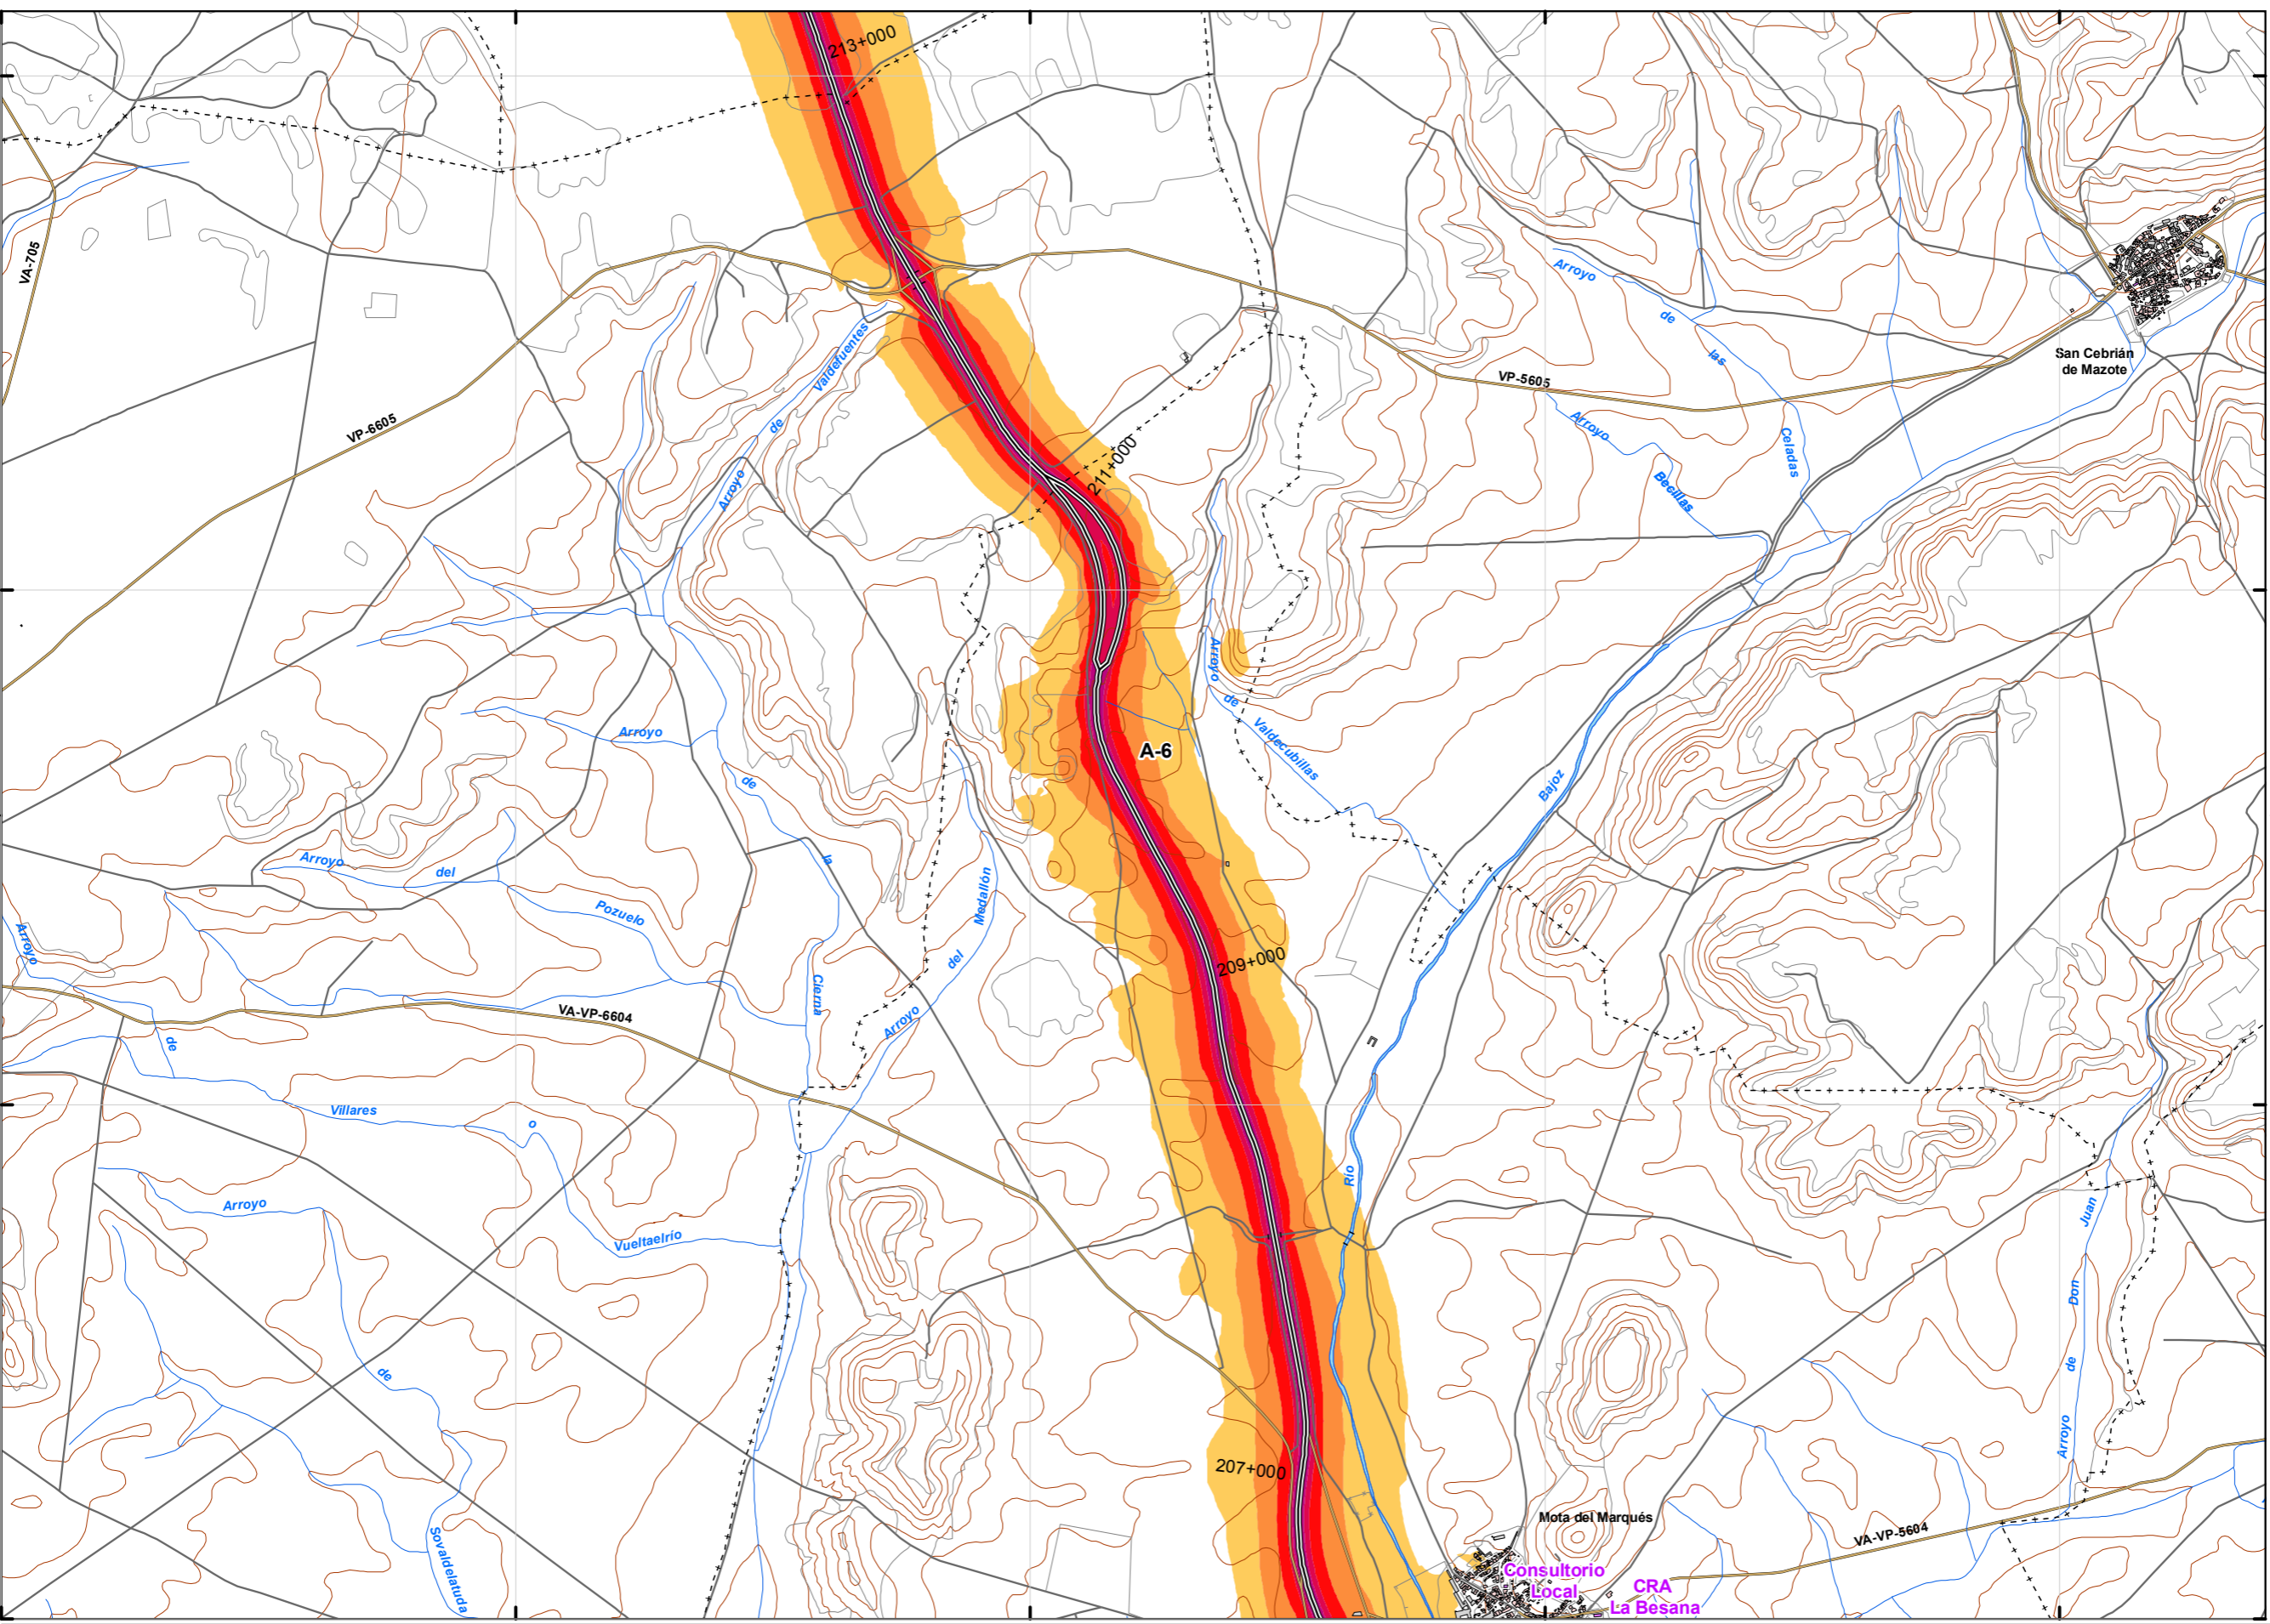 213+000
VA-705
Arroyo
de
las
Celadas
San Cebrián
de Mazote
Arroyo de Valdefuentes
VP-6605
VP-5605
Arroyo
Becillas
211+000
Arroyo de Valdecubillas
Arroyo
de
la
Cierna
A-6
Bajoz
Río
Arroyo
del
Pozuelo
Arroyo del Medallón
Arroyo
de
Villares
o
Vueltaelrío
209+000
VA-VP-6604
Arroyo
de
Sovaldelatuda
Arroyo de Don Juan
207+000
Mota del Marqués
VA-VP-5604
Consultorio
Local
CRA
La Besana